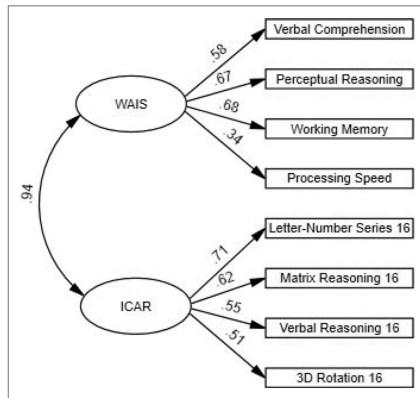 Verbal Comprehension
.58
.67
Perceptual Reasoning
WAIS
.68
Working Memory
.34
Processing Speed
.94
Letter-Number Series 16
.71
.62
Matrix Reasoning 16
ICAR
.55
Verbal Reasoning 16
.51
3D Rotation 16